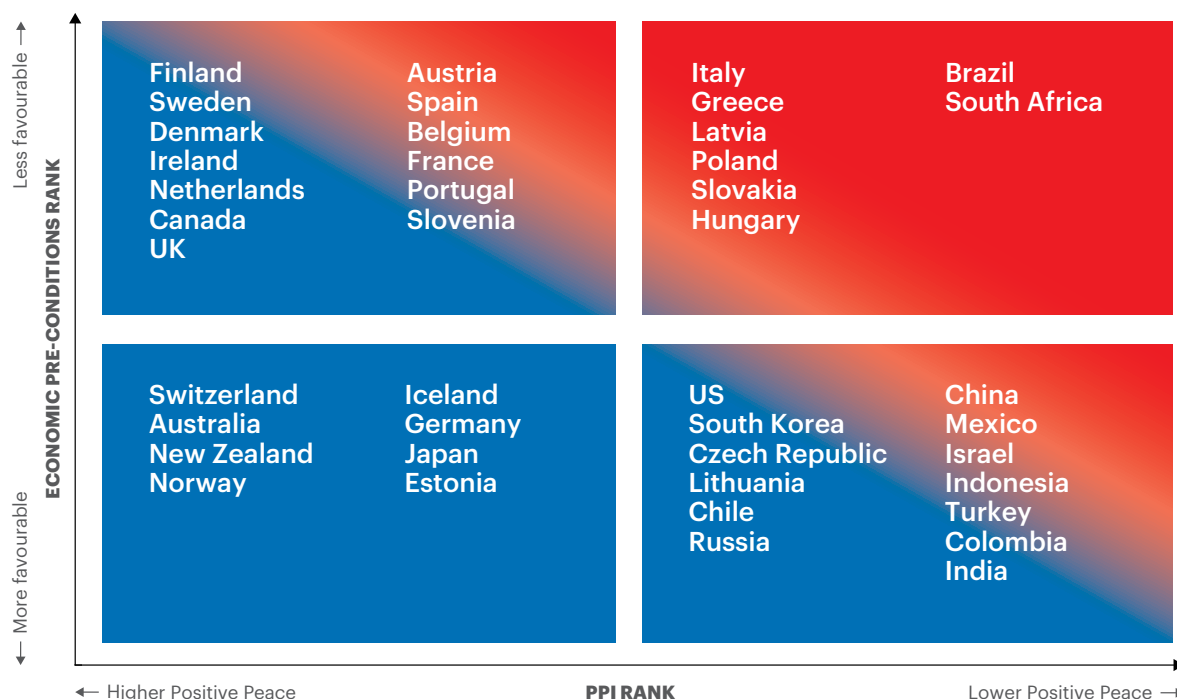 Less favourable →
ECONOMIC PRE-CONDITIONS RANK
← More favourable
Finland
Sweden
Denmark
Ireland
Netherlands
Canada
UK
Austria
Spain
Belgium
France
Portugal
Slovenia
Italy
Greece
Latvia
Poland
Slovakia
Hungary
Brazil
South Africa
Switzerland
Australia
New Zealand
Norway
Iceland
Germany
Japan
Estonia
US
South Korea
Czech Republic
Lithuania
Chile
Russia
China
Mexico
Israel
Indonesia
Turkey
Colombia
India
← Higher Positive Peace
PPI RANK
Lower Positive Peace →